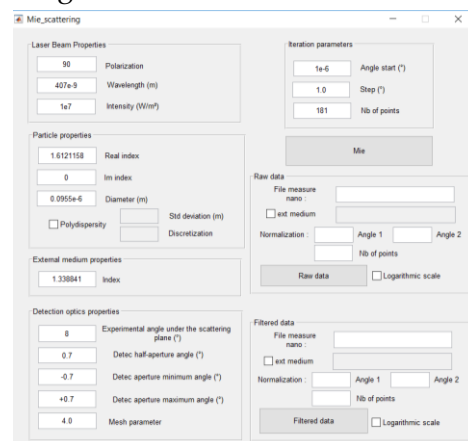 Mie_scattering
Laser Beam Properties
90 Polarization
407e-9 Wavelength (m)
1e7 Intensity (W/m²)
Particle properties
1.6121158 Real index
0 Im index
0.0955e-6 Diameter (m)
Polydispersity
Std deviation (m)
Discretization
External medium properties
1.338841 Index
Detection optics properties
8 Experimental angle under the scattering
plane (°)
0.7 Detec half-aperture angle (°)
-0.7 Detec aperture minimum angle (°)
+0.7 Detec aperture maximum angle (°)
4.0 Mesh parameter
Iteration parameters
1e-6 Angle start (°)
1.0 Step (°)
181 Nb of points
Mie
Raw data
File measure
nano :
ext medium
Normalization : Angle 1 Angle 2
Nb of points
Raw data Logarithmic scale
Filtered data
File measure
nano :
ext medium
Normalization : Angle 1 Angle 2
Nb of points
Filtered data Logarithmic scale